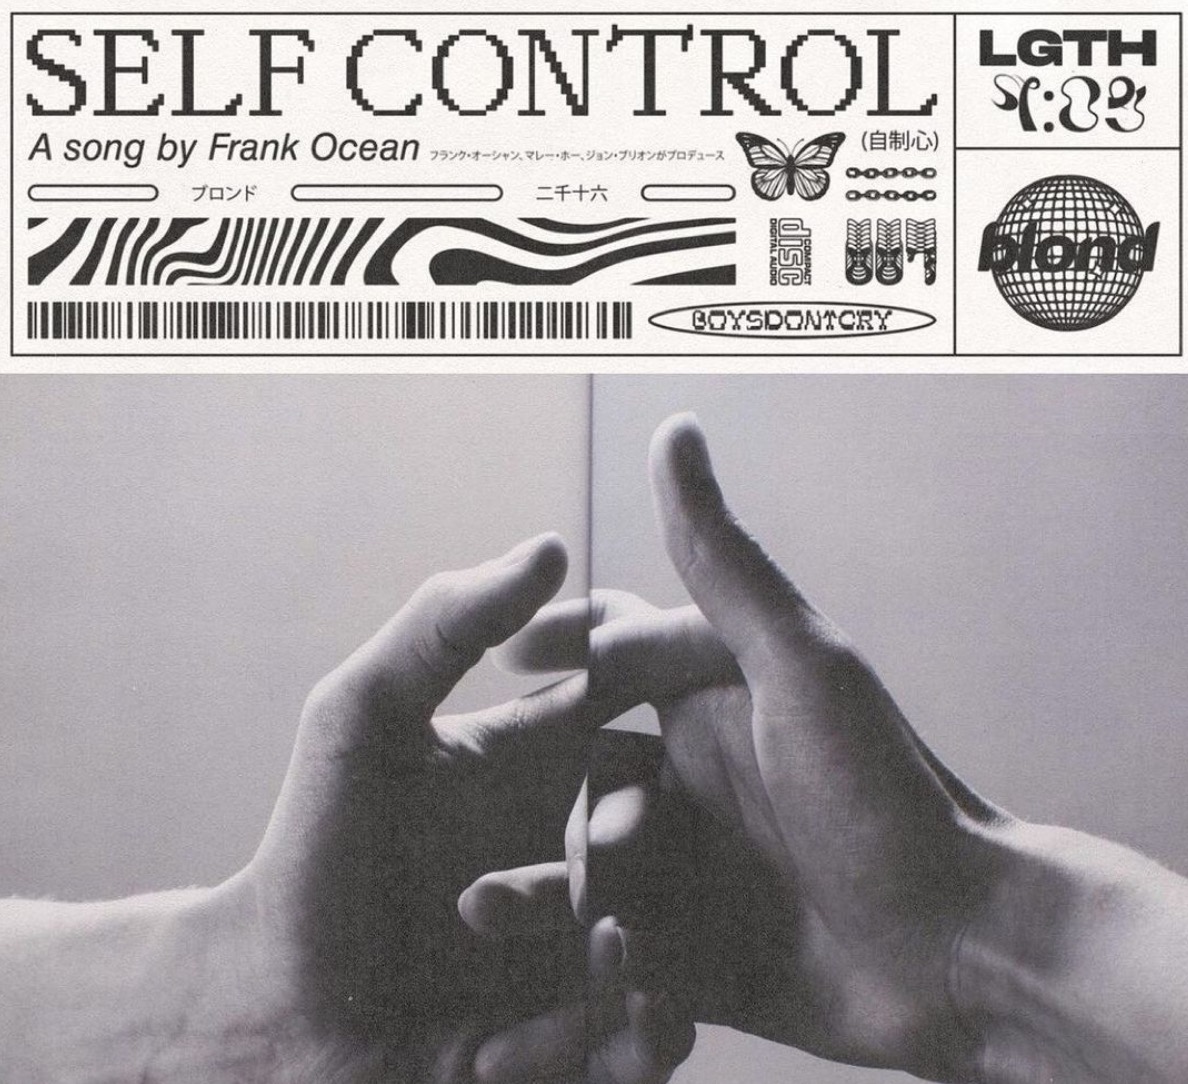 SELF CONTROL
A song by Frank Ocean フランク・オーシャン、マレー・ホー、ジョン・ブリオンがプロデュース
(自制心)
ブロンド 二千十六
COMPACT
disc
DIGITAL AUDIO
BOYSDONTCRY
LGTH
4:09
blond